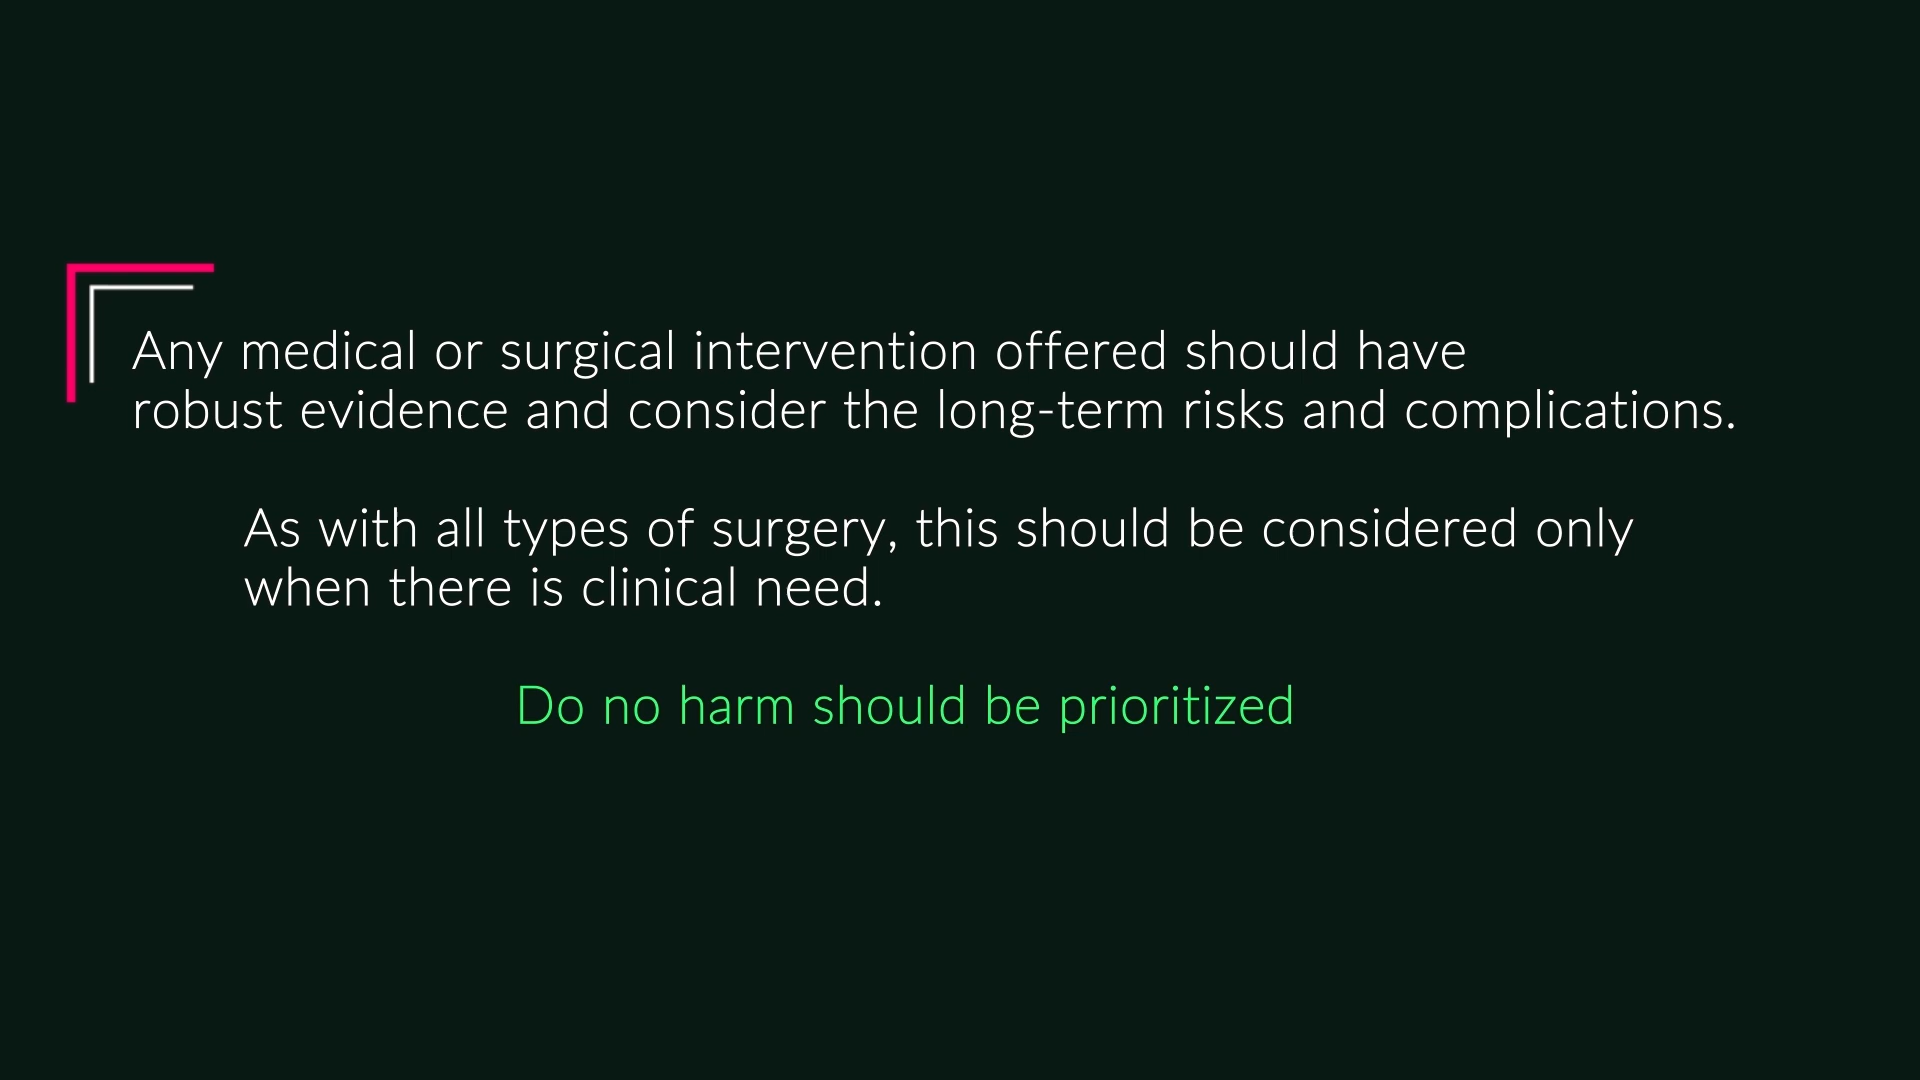 Any medical or surgical intervention offered should have
robust evidence and consider the long-term risks and complications.
As with all types of surgery, this should be considered only
when there is clinical need.
Do no harm should be prioritized